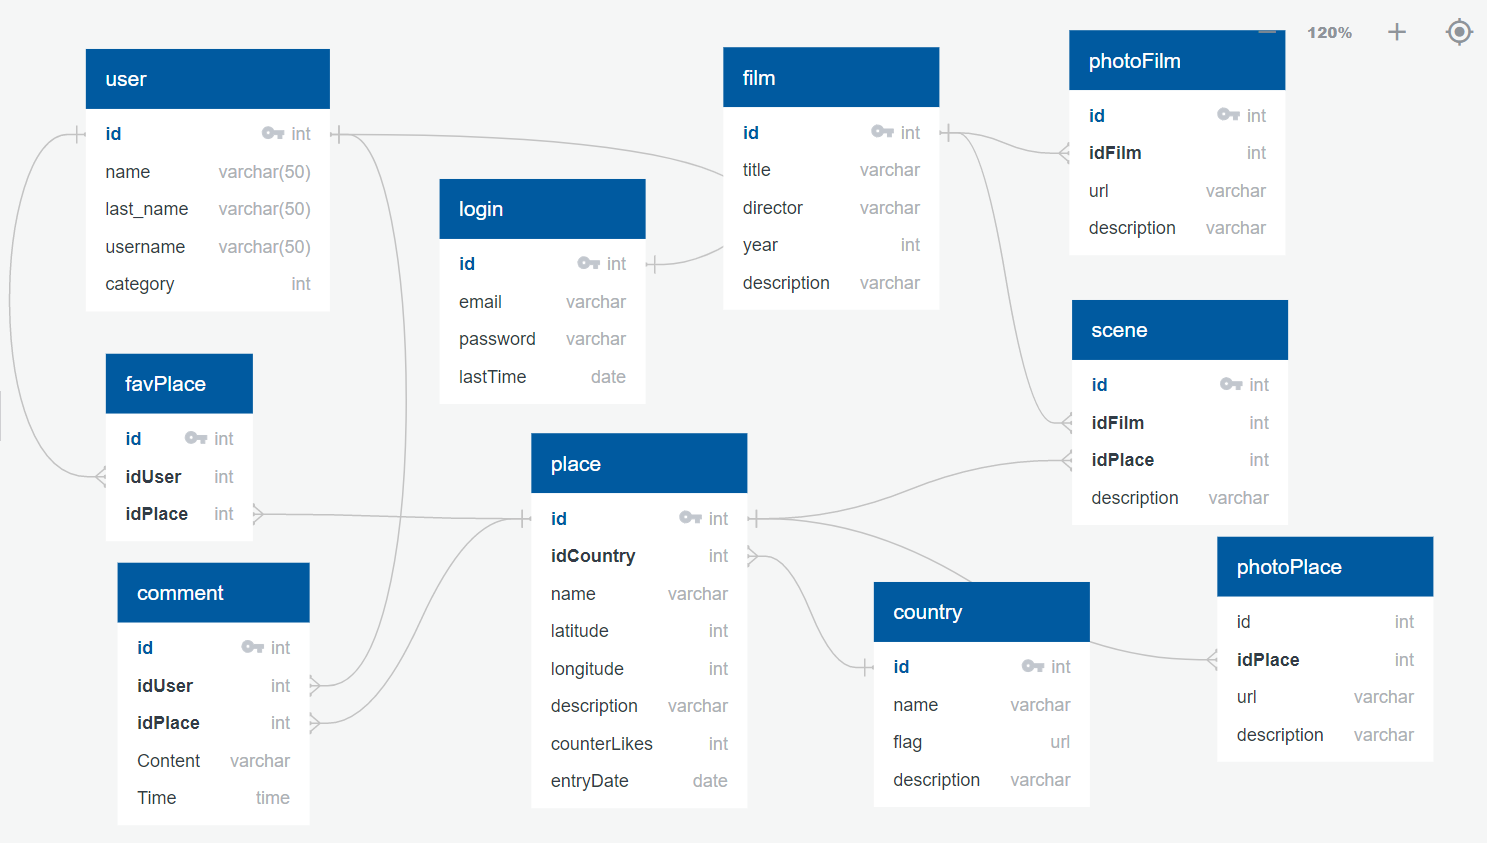 120%
user
id int
name varchar(50)
last_name varchar(50)
username varchar(50)
category int
login
id int
email varchar
password varchar
lastTime date
film
id int
title varchar
director varchar
year int
description varchar
photoFilm
id int
idFilm int
url varchar
description varchar
favPlace
id int
idUser int
idPlace int
scene
id int
idFilm int
idPlace int
description varchar
comment
id int
idUser int
idPlace int
Content varchar
Time time
place
id int
idCountry int
name varchar
latitude int
longitude int
description varchar
counterLikes int
entryDate date
country
id int
name varchar
flag url
description varchar
photoPlace
id int
idPlace int
url varchar
description varchar